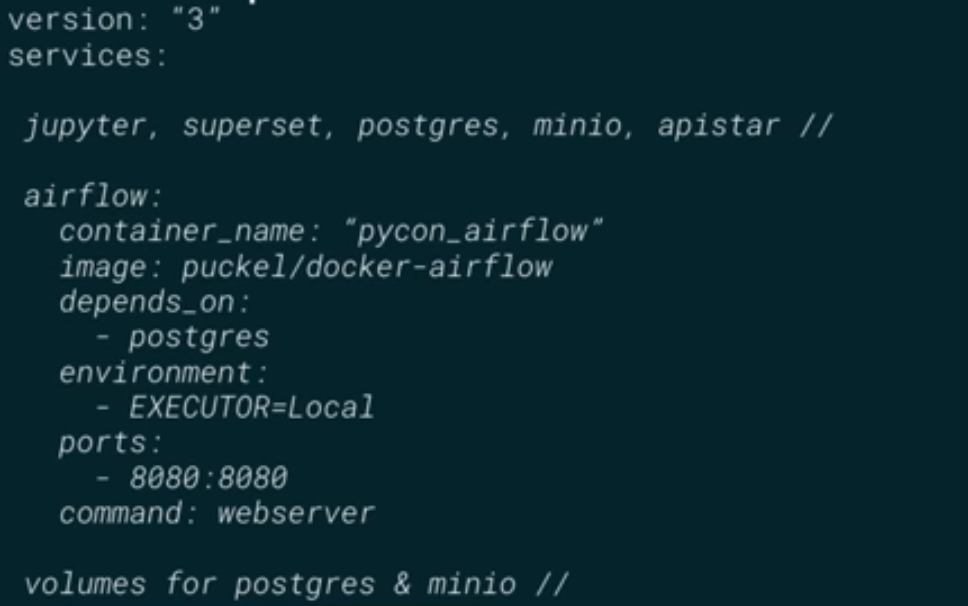 version: “3”
services:
jupyter, superset, postgres, minio, apistar //
airflow:
container_name: “pycon_airflow”
image: puckel/docker-airflow
depends_on:
- postgres
environment:
- EXECUTOR=Local
ports:
- 8080:8080
command: webserver
volumes for postgres & minio //